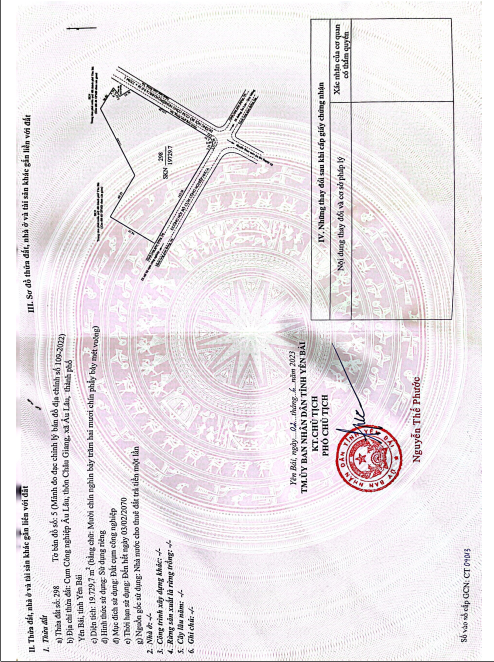 II. Thửa đất, nhà ở và tài sản khác gắn liền với đất
1. Thửa đất
a) Thửa đất số: 298 Tờ bản đồ số: 5 (Mảnh đo đạc chỉnh lý bản đồ địa chính số 109-2022)
b) Địa chỉ thửa đất: Cụm Công nghiệp Âu Lâu, thôn Châu Giang, xã Âu Lâu, thành phố
Yên Bái, tỉnh Yên Bái
c) Diện tích: 19.729,7 m² (bằng chữ: Mười chín nghìn bảy trăm hai mươi chín phẩy bảy mét vuông)
d) Hình thức sử dụng: Sử dụng riêng
đ) Mục đích sử dụng: Đất cụm công nghiệp
e) Thời hạn sử dụng: Đến hết ngày 03/02/2070
g) Nguồn gốc sử dụng: Nhà nước cho thuê đất trả tiền một lần
2. Nhà ở: -/-
3. Công trình xây dựng khác: -/-
4. Rừng sản xuất là rừng trồng: -/-
5. Cây lâu năm: -/-
6. Ghi chú: -/-
Yên Bái, ngày 02 tháng 6 năm 2023
TM.ỦY BAN NHÂN DÂN TỈNH YÊN BÁI
KT.CHỦ TỊCH
PHÓ CHỦ TỊCH
Nguyễn Thế Phước
Số vào sổ cấp GCN: CT
III. Sơ đồ thửa đất, nhà ở và tài sản khác gắn liền với đất
298
SKN 19729.7
IV. Những thay đổi sau khi cấp giấy chứng nhận
Nội dung thay đổi và cơ sở pháp lý
Xác nhận của cơ quan
có thẩm quyền